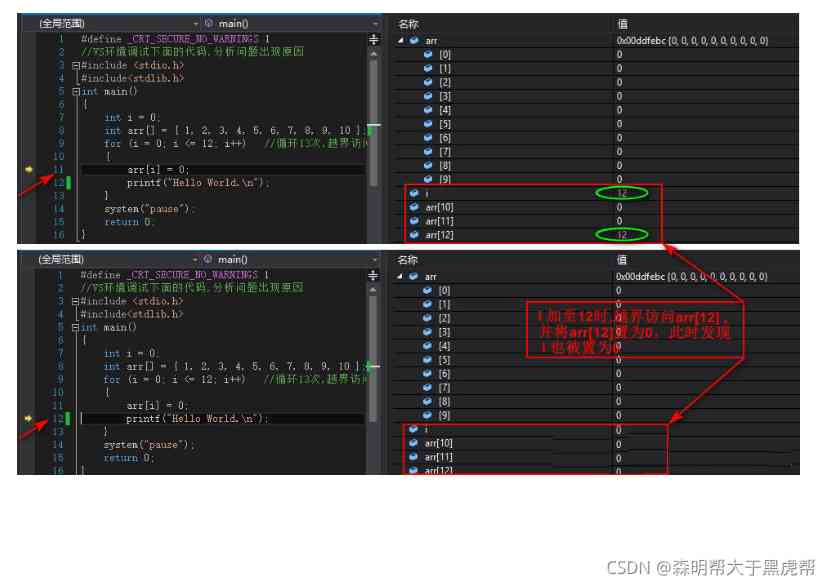 (全局范围) main()
1 #define _CRT_SECURE_NO_WARNINGS 1
2 //VS环境调试下面的代码,分析问题出现原因
3 #include <stdio.h>
4 #include<stdlib.h>
5 int main()
6 {
7 int i = 0;
8 int arr[] = { 1, 2, 3, 4, 5, 6, 7, 8, 9, 10 };
9 for (i = 0; i <= 12; i++) //循环13次,越界访问
10 {
11 arr[i] = 0;
12 printf("Hello World.\n");
13 }
14 system("pause");
15 return 0;
16 }
名称 值
arr 0x00ddfebc {0, 0, 0, 0, 0, 0, 0, 0, 0, 0}
[0] 0
[1] 0
[2] 0
[3] 0
[4] 0
[5] 0
[6] 0
[7] 0
[8] 0
[9] 0
i 12
arr[10] 0
arr[11] 0
arr[12] 12
(全局范围) main()
1 #define _CRT_SECURE_NO_WARNINGS 1
2 //VS环境调试下面的代码,分析问题出现原因
3 #include <stdio.h>
4 #include<stdlib.h>
5 int main()
6 {
7 int i = 0;
8 int arr[] = { 1, 2, 3, 4, 5, 6, 7, 8, 9, 10 };
9 for (i = 0; i <= 12; i++) //循环13次,越界访问
10 {
11 arr[i] = 0;
12 printf("Hello World.\n");
13 }
14 system("pause");
15 return 0;
16 }
名称 值
arr 0x00ddfebc {0, 0, 0, 0, 0, 0, 0, 0, 0, 0}
[0] 0
[1] 0
[2] 0
[3] 0
[4] 0
[5] 0
[6] 0
[7] 0
[8] 0
[9] 0
i 0
arr[10] 0
arr[11] 0
arr[12] 0
I 加至12时,越界访问arr[12],
并将arr[12]置为0，此时发现
I 也被置为0
CSDN @森明帮大于黑虎帮